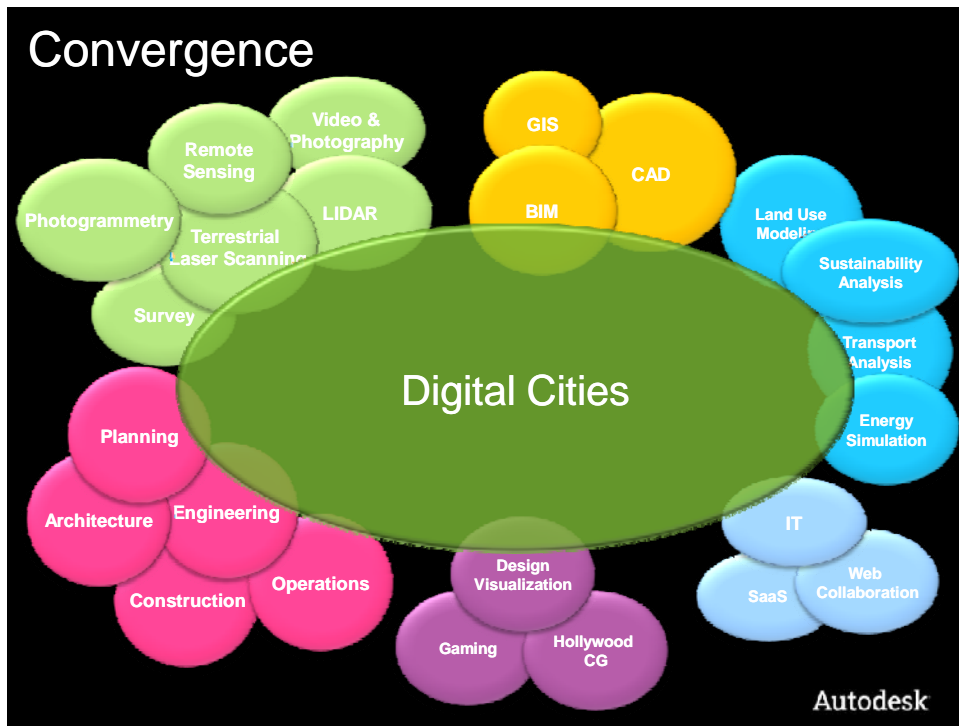 Convergence
Video &
Photography
Remote
Sensing
Photogrammetry
LIDAR
Terrestrial
Laser Scanning
Survey
GIS
CAD
BIM
Land Use
Modeling
Sustainability
Analysis
Transport
Analysis
Energy
Simulation
Digital Cities
Planning
Architecture
Engineering
Construction
Operations
Design
Visualization
Gaming
Hollywood
CG
IT
SaaS
Web
Collaboration
Autodesk